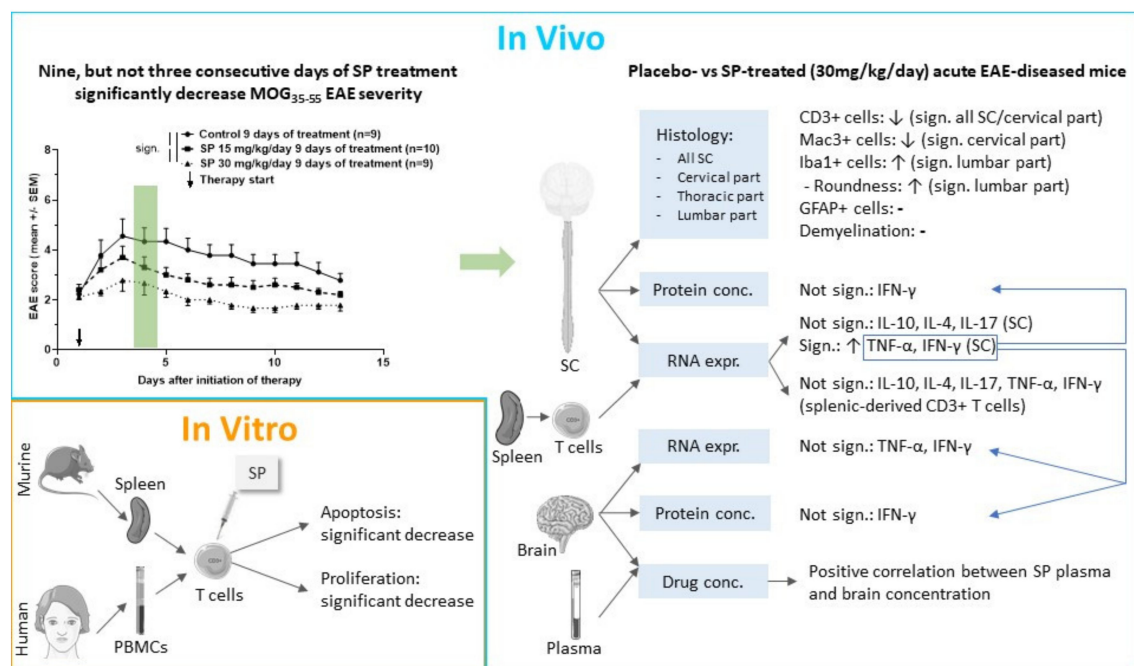 In Vivo
Nine, but not three consecutive days of SP treatment
significantly decrease MOG35-55 EAE severity
sign.
Control 9 days of treatment (n=9)
SP 15 mg/kg/day 9 days of treatment (n=10)
SP 30 mg/kg/day 9 days of treatment (n=9)
Therapy start
EAE score (mean +/- SEM)
8
6
4
2
0
0
5
10
15
Days after initiation of therapy
Placebo- vs SP-treated (30mg/kg/day) acute EAE-diseased mice
Histology:
- All SC
- Cervical part
- Thoracic part
- Lumbar part
CD3+ cells: ↓ (sign. all SC/cervical part)
Mac3+ cells: ↓ (sign. cervical part)
Iba1+ cells: ↑ (sign. lumbar part)
- Roundness: ↑ (sign. lumbar part)
GFAP+ cells: -
Demyelination: -
SC
Protein conc.
Not sign.: IFN-γ
RNA expr.
Not sign.: IL-10, IL-4, IL-17 (SC)
Sign.: ↑ TNF-α, IFN-γ (SC)
Not sign.: IL-10, IL-4, IL-17, TNF-α, IFN-γ
(splenic-derived CD3+ T cells)
Spleen
CD3+
T cells
RNA expr.
Not sign.: TNF-α, IFN-γ
Brain
Protein conc.
Not sign.: IFN-γ
Plasma
Drug conc.
Positive correlation between SP plasma
and brain concentration
In Vitro
Murine
Spleen
SP
Human
PBMCs
CD3+
T cells
Apoptosis:
significant decrease
Proliferation:
significant decrease